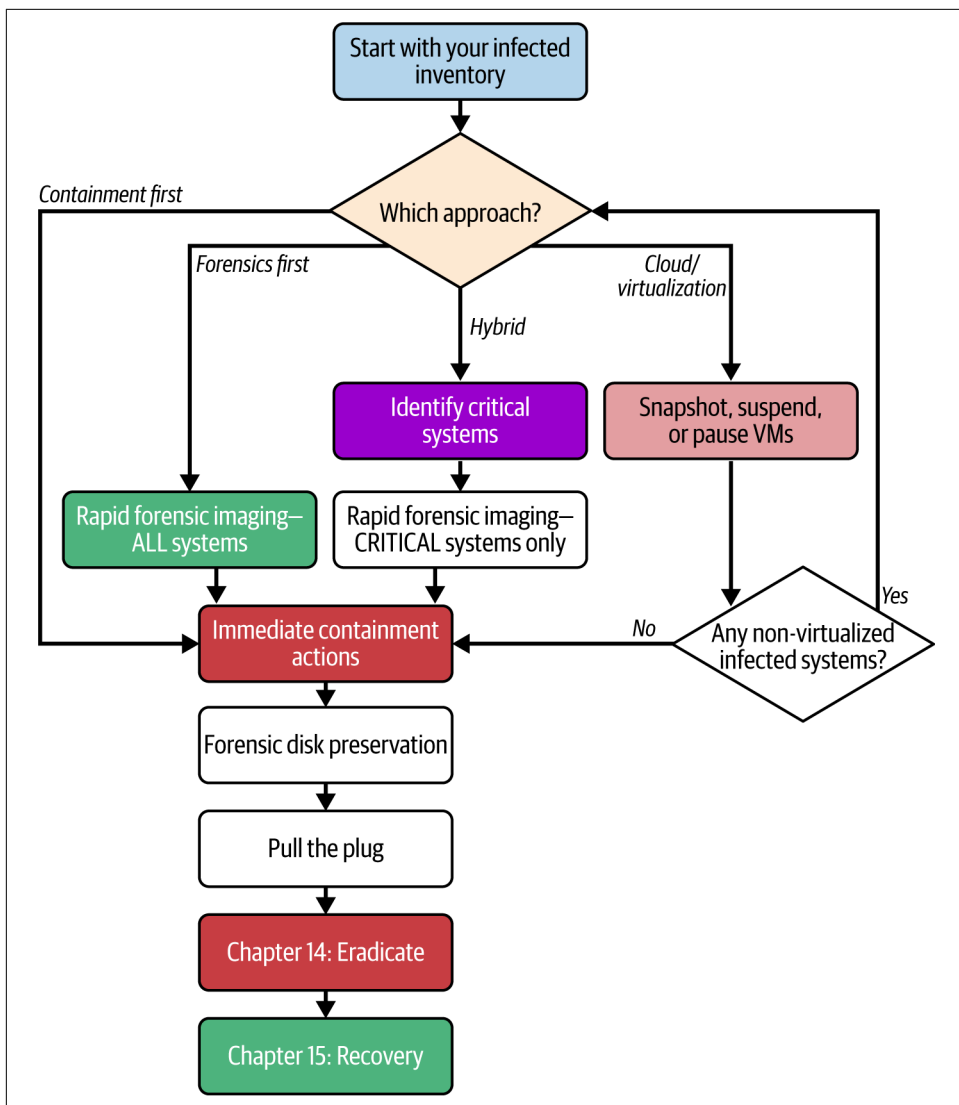 Start with your infected
inventory
Containment first
Which approach?
Forensics first
Cloud/
virtualization
Hybrid
Identify critical
systems
Snapshot, suspend,
or pause VMs
Rapid forensic imaging—
ALL systems
Rapid forensic imaging—
CRITICAL systems only
Yes
No
Any non-virtualized
infected systems?
Immediate containment
actions
Forensic disk preservation
Pull the plug
Chapter 14: Eradicate
Chapter 15: Recovery